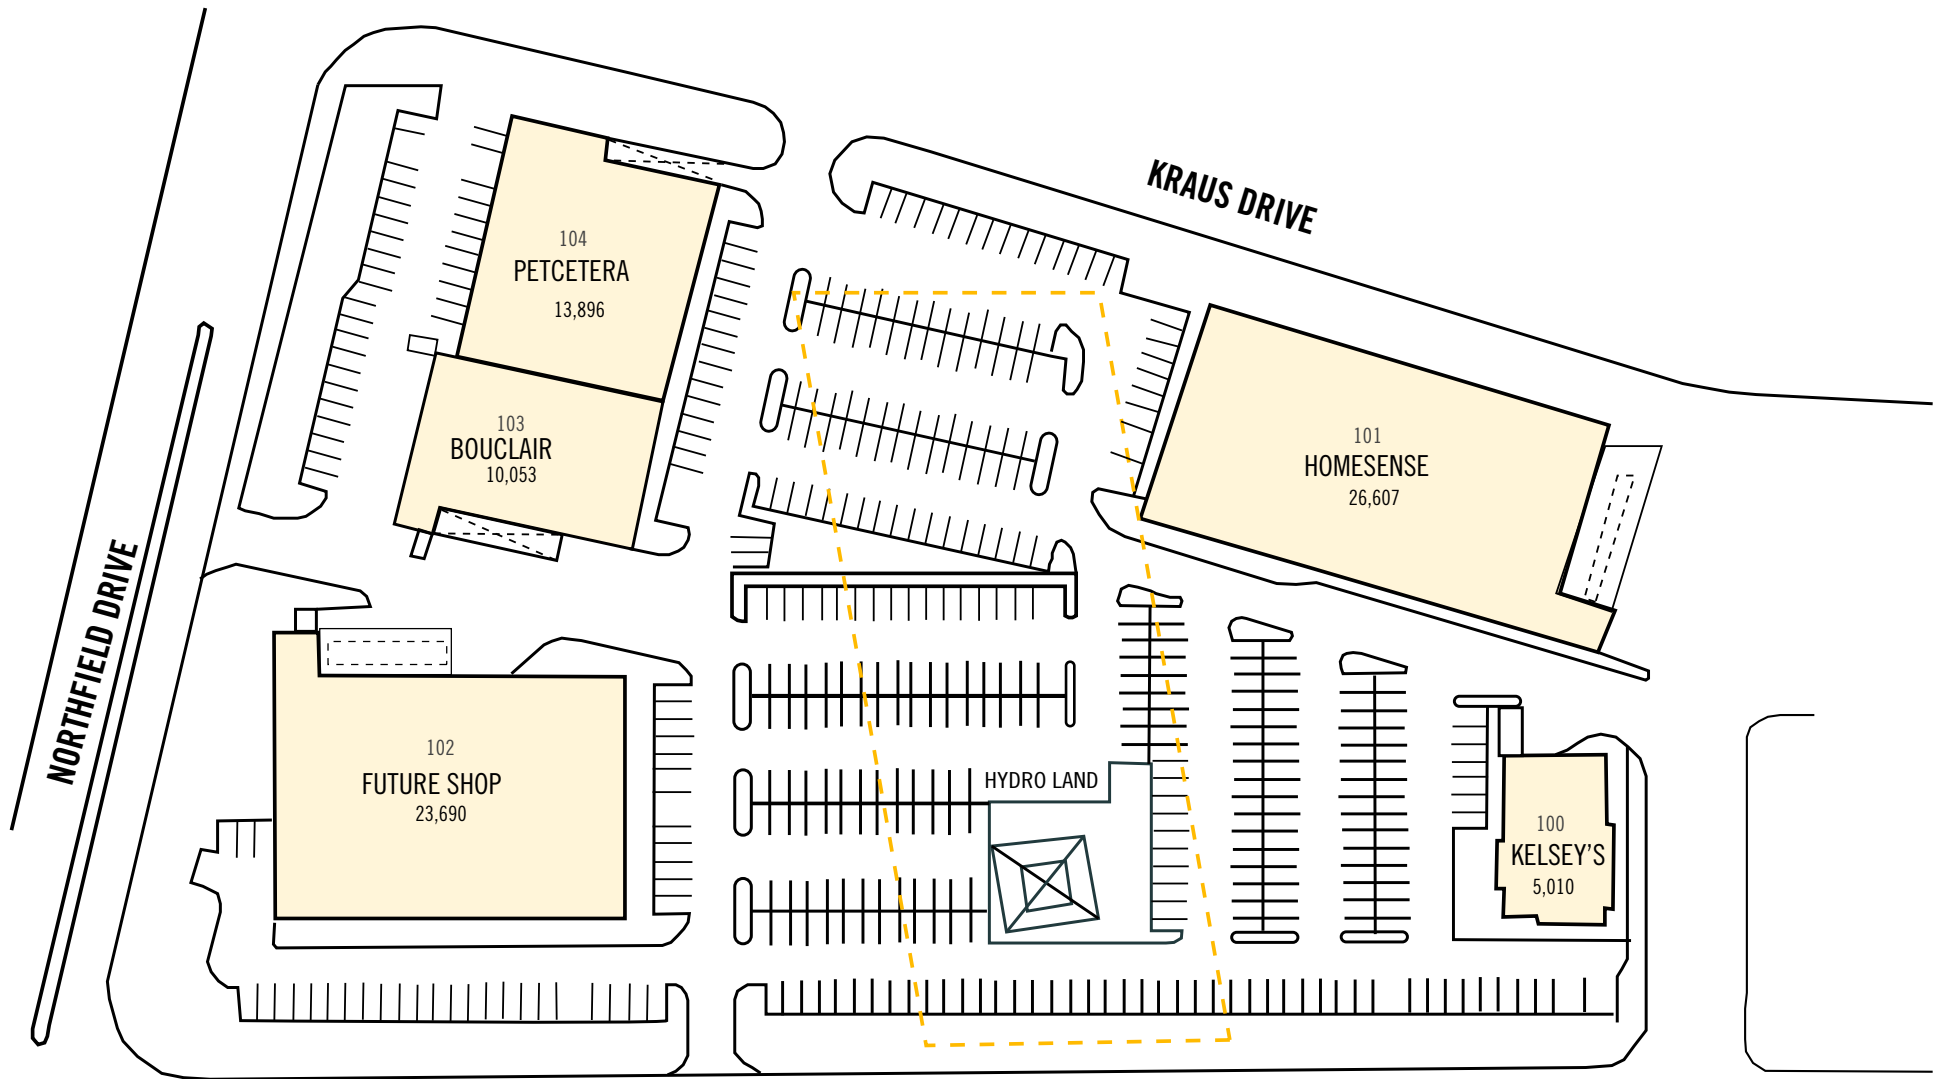 KRAUS DRIVE
104
PETCETERA
13,896
103
BOUCLAIR
10,053
101
HOMESENSE
26,607
NORTHFIELD DRIVE
102
FUTURE SHOP
23,690
HYDRO LAND
100
KELSEY'S
5,010